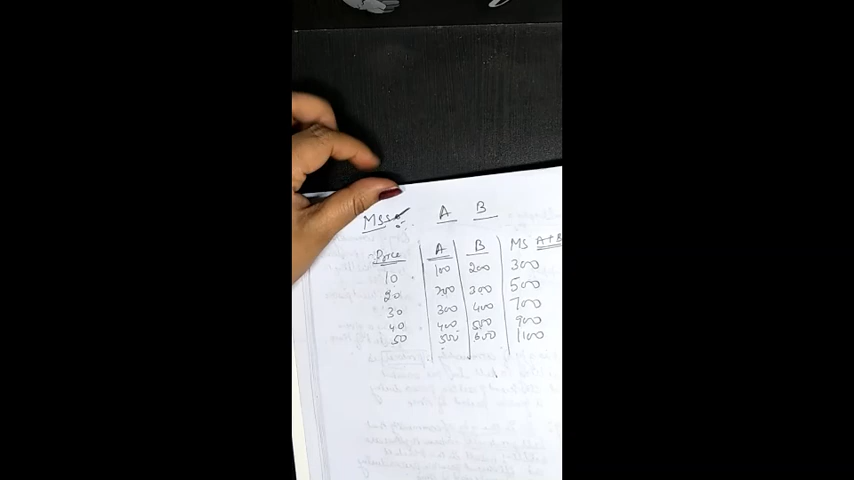 MSS A B
Price A B MS A+B
10 100 200 300
20 200 300 500
30 300 400 700
40 400 500 900
50 500 600 1100